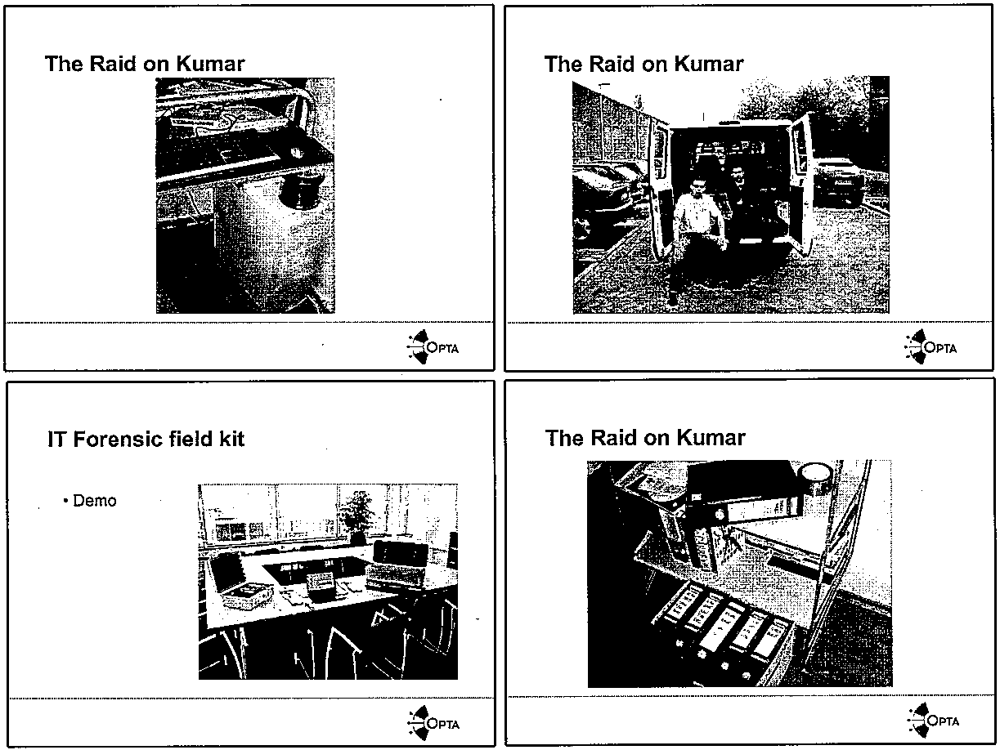 The Raid on Kumar
OPTA
The Raid on Kumar
OPTA
IT Forensic field kit
• Demo
OPTA
The Raid on Kumar
OPTA